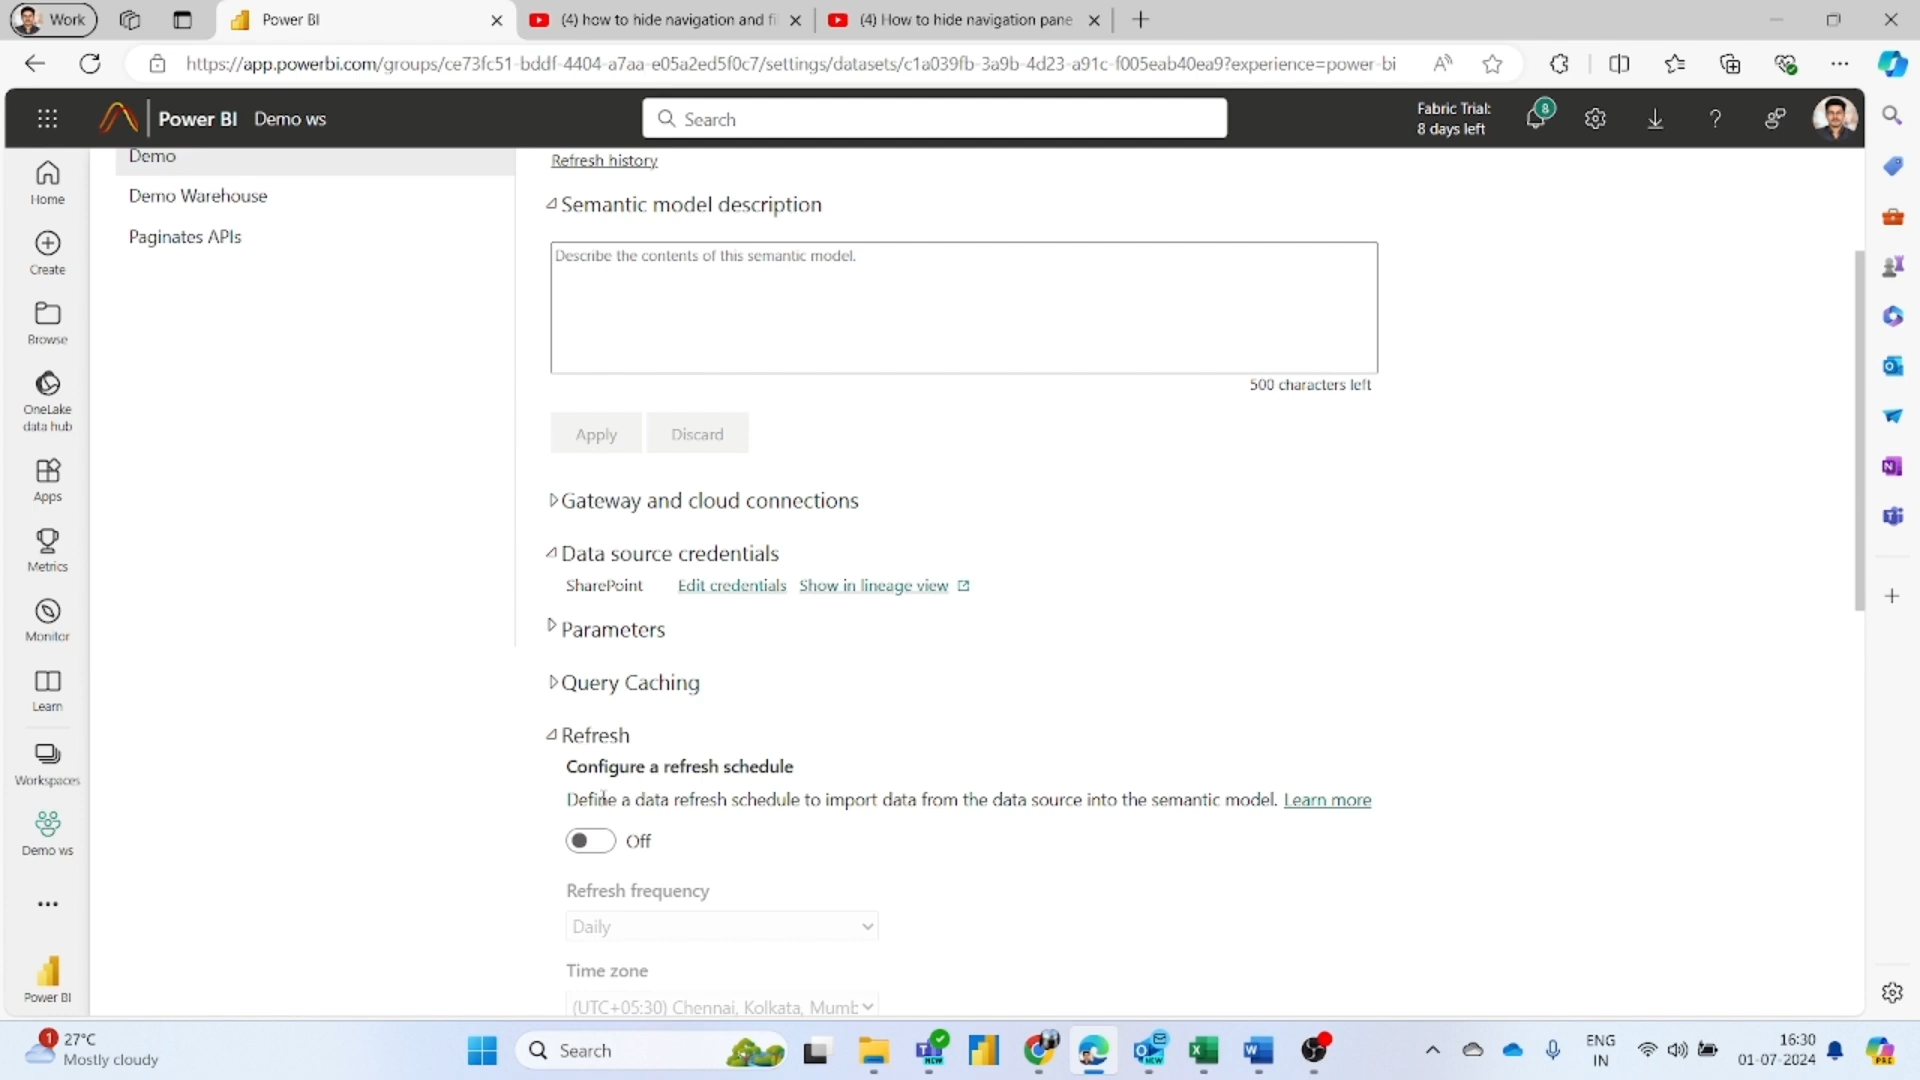 Work
Power BI
(4) how to hide navigation and fi
(4) How to hide navigation pane
https://app.powerbi.com/groups/ce73fc51-bddf-4404-a7aa-e05a2ed5f0c7/settings/datasets/c1a039fb-3a9b-4d23-a91c-f005eab40ea9?experience=power-bi
Power BI Demo ws
Search
Fabric Trial:
8 days left
8
Home
Create
Browse
OneLake
data hub
Apps
Metrics
Monitor
Learn
Workspaces
Demo ws
Power BI
Demo
Demo Warehouse
Paginates APIs
Refresh history
Semantic model description
Describe the contents of this semantic model.
500 characters left
Apply Discard
Gateway and cloud connections
Data source credentials
SharePoint Edit credentials Show in lineage view
Parameters
Query Caching
Refresh
Configure a refresh schedule
Define a data refresh schedule to import data from the data source into the semantic model. Learn more
Off
Refresh frequency
Daily
Time zone
(UTC+05:30) Chennai, Kolkata, Mumb
1
27°C
Mostly cloudy
Search
NEW
NEW
ENG
IN
16:30
01-07-2024
PRE